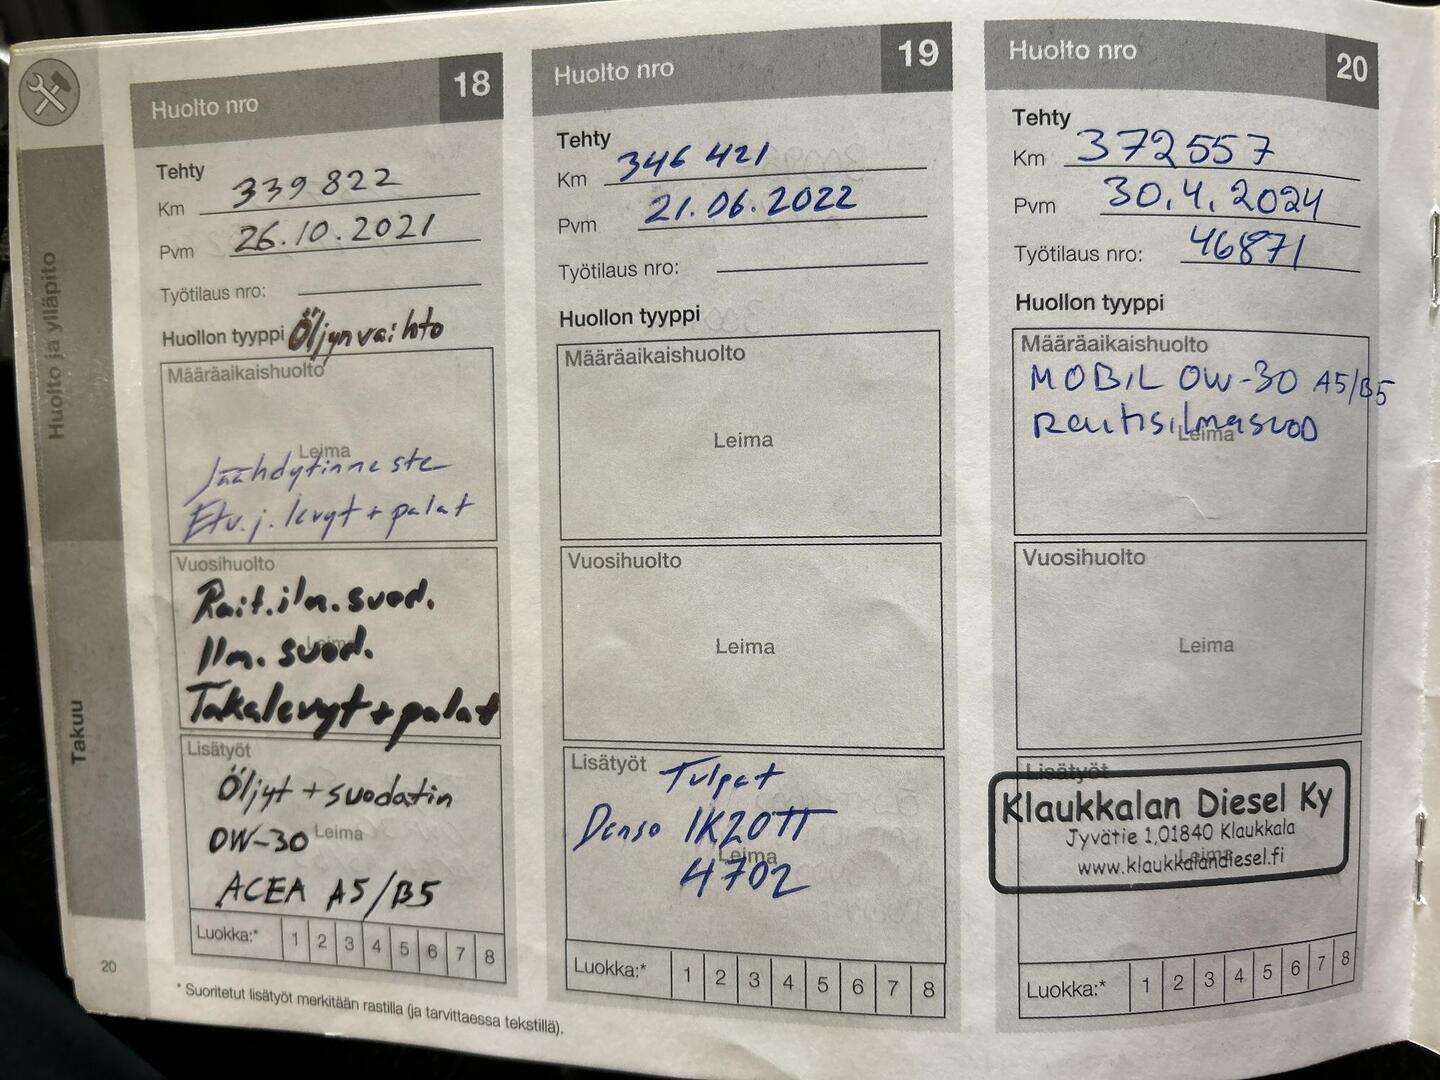 Huolto ja ylläpito
Takuu
20
Huolto nro 18
Tehty
Km 339 822
Pvm 26.10.2021
Työtilaus nro:
Huollon tyyppi Öljynvaihto
Määräaikaishuolto
Leima
Jäähdytinneste
Etu.j. levyt + palat
Vuosihuolto
Rait.ilm.suod.
Leima
Ilm. suod.
Takalevyt + palat
Lisätyöt
Öljyt + suodatin
0W-30 Leima
ACEA A5/B5
Luokka:* 1 2 3 4 5 6 7 8
* Suoritetut lisätyöt merkitään rastilla (ja tarvittaessa tekstillä).
Huolto nro 19
Tehty
Km 346 421
Pvm 21.06.2022
Työtilaus nro:
Huollon tyyppi
Määräaikaishuolto
Leima
Vuosihuolto
Leima
Lisätyöt Tulpat
Denso IK20TT
Leima
4702
Luokka:* 1 2 3 4 5 6 7 8
Huolto nro 20
Tehty
Km 372557
Pvm 30.4.2024
Työtilaus nro: 46871
Huollon tyyppi
Määräaikaishuolto
MOBIL 0W-30 A5/B5
Raitisilmasuod
Leima
Vuosihuolto
Leima
Lisätyöt
Klaukkalan Diesel Ky
Jyvätie 1,01840 Klaukkala
Leima
www.klaukkalandiesel.fi
Luokka:* 1 2 3 4 5 6 7 8